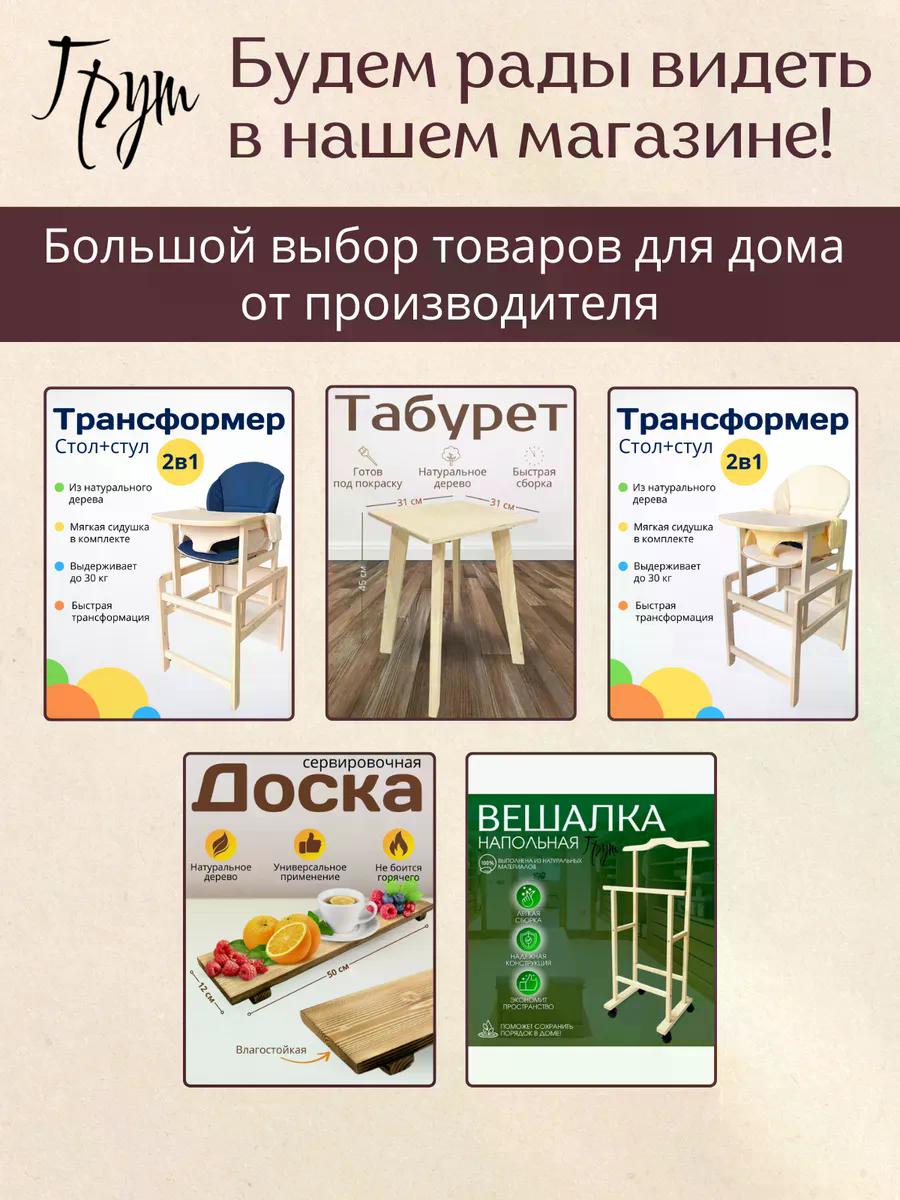 Грут
Будем рады видеть
в нашем магазине!
Большой выбор товаров для дома
от производителя
Трансформер
Стол+стул
2в1
Из натурального
дерева
Мягкая сидушка
в комплекте
Выдерживает
до 30 кг
Быстрая
трансформация
Табурет
Готов
под покраску
Натуральное
дерево
Быстрая
сборка
31 см
31 см
45 см
Трансформер
Стол+стул
2в1
Из натурального
дерева
Мягкая сидушка
в комплекте
Выдерживает
до 30 кг
Быстрая
трансформация
сервировочная
Доска
Натуральное
дерево
Универсальное
применение
Не боится
горячего
50 см
12 см
Влагостойкая
ВЕШАЛКА
НАПОЛЬНАЯ
Грут
100%
ВЫПОЛНЕНА ИЗ НАТУРАЛЬНЫХ
МАТЕРИАЛОВ
ЛЕГКАЯ
СБОРКА
НАДЕЖНАЯ
КОНСТРУКЦИЯ
ЭКОНОМИТ
ПРОСТРАНСТВО
ПОМОЖЕТ СОХРАНИТЬ
ПОРЯДОК В ДОМЕ!